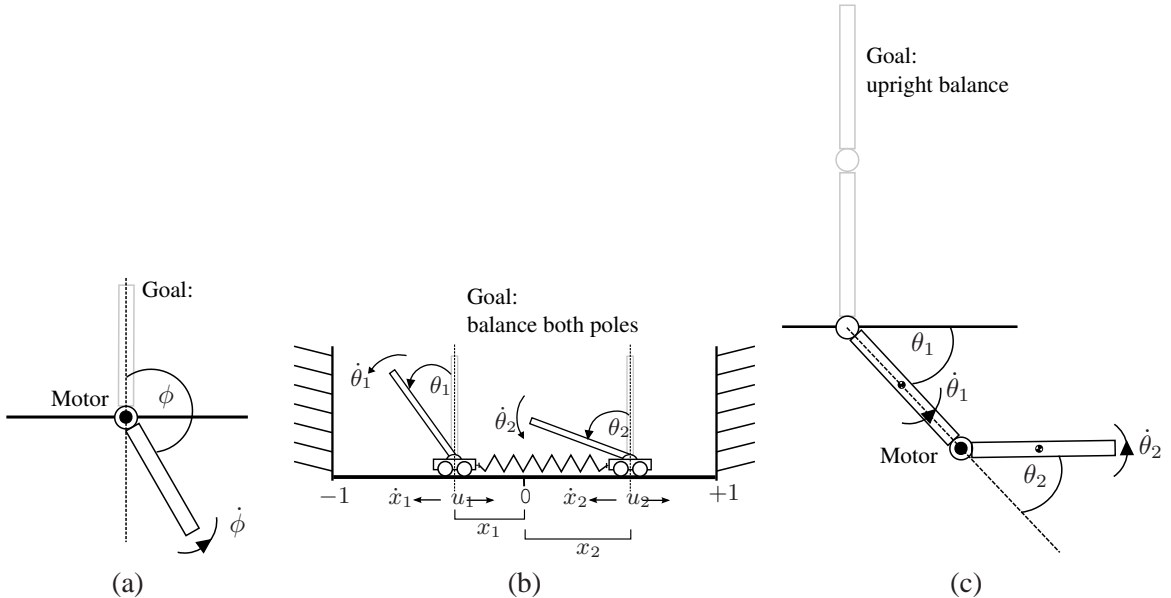 Goal:
Motor
ϕ
ϕ̇
(a)
Goal:
balance both poles
θ̇₁
θ₁
θ̇₂
θ₂
−1
ẋ₁
u₁
0
ẋ₂
u₂
+1
x₁
x₂
(b)
Goal:
upright balance
θ₁
θ̇₁
Motor
θ₂
θ̇₂
(c)